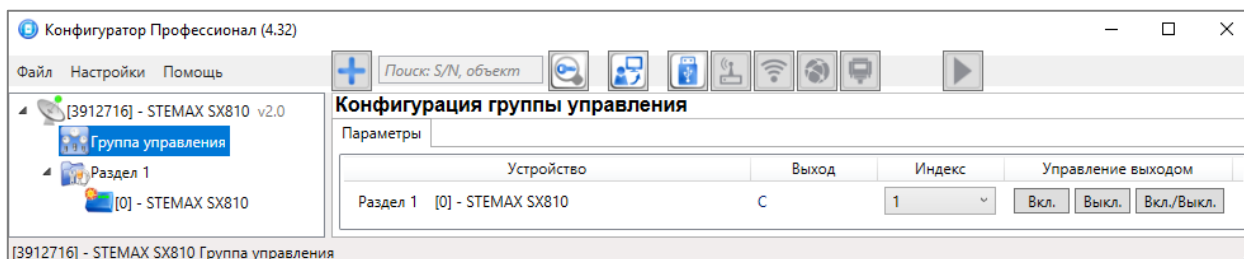 Конфигуратор Профессионал (4.32)
Файл Настройки Помощь
Поиск: S/N, объект
[3912716] - STEMAX SX810 v2.0
Группа управления
Раздел 1
[0] - STEMAX SX810
Конфигурация группы управления
Параметры
Устройство Выход Индекс Управление выходом
Раздел 1 [0] - STEMAX SX810 C 1 Вкл. Выкл. Вкл./Выкл.
[3912716] - STEMAX SX810 Группа управления